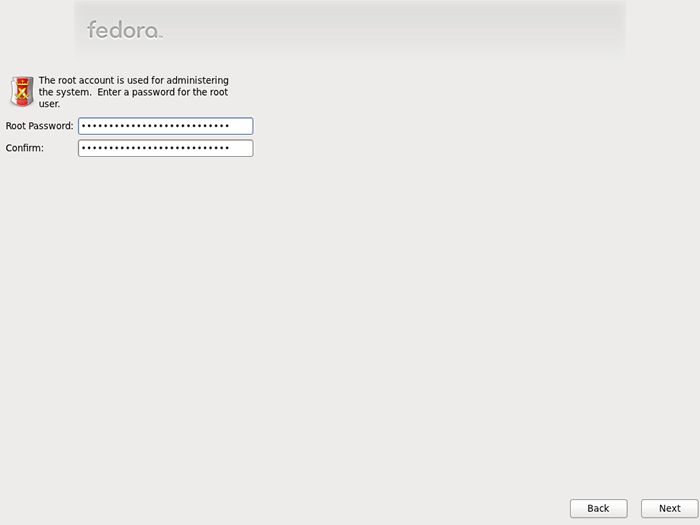 fedora™
The root account is used for administering
the system.  Enter a password for the root
user.
Root Password: •••••••••••••••••••••••••••
Confirm: •••••••••••••••••••••••••••
Back Next